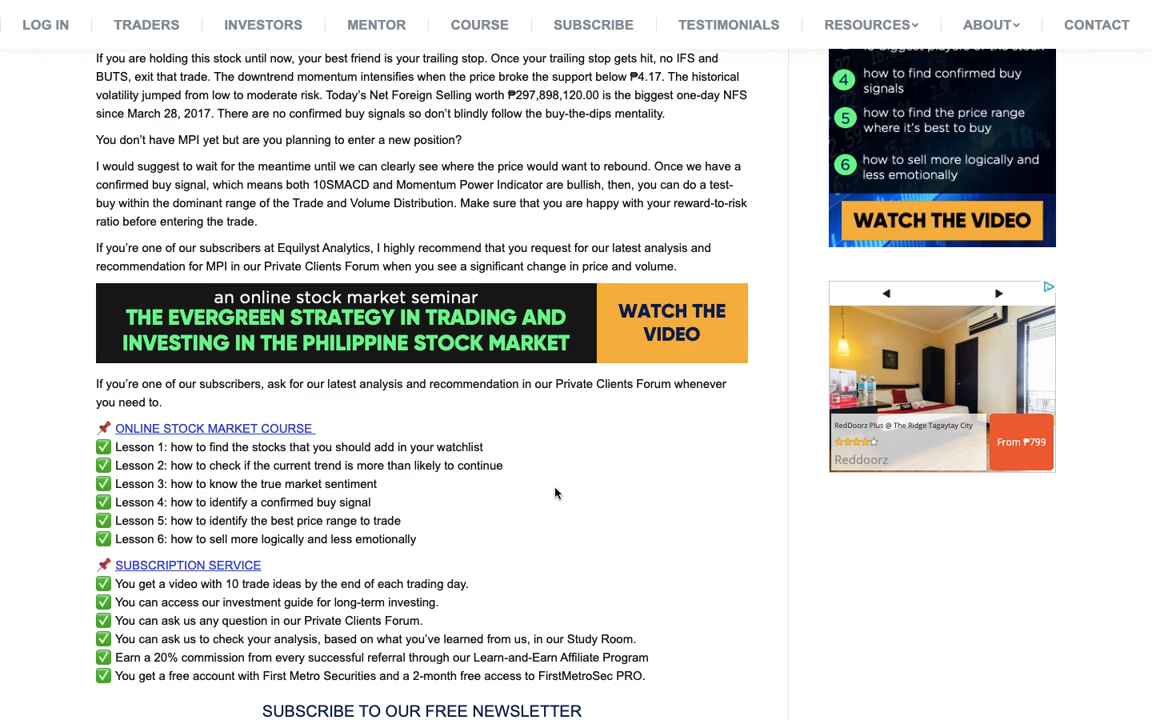 LOG IN
TRADERS
INVESTORS
MENTOR
COURSE
SUBSCRIBE
TESTIMONIALS
RESOURCES
ABOUT
CONTACT
If you are holding this stock until now, your best friend is your trailing stop. Once your trailing stop gets hit, no IFS and
BUTS, exit that trade. The downtrend momentum intensifies when the price broke the support below ₱4.17. The historical
volatility jumped from low to moderate risk. Today's Net Foreign Selling worth ₱297,898,120.00 is the biggest one-day NFS
since March 28, 2017. There are no confirmed buy signals so don't blindly follow the buy-the-dips mentality.
You don't have MPI yet but are you planning to enter a new position?
I would suggest to wait for the meantime until we can clearly see where the price would want to rebound. Once we have a
confirmed buy signal, which means both 10SMACD and Momentum Power Indicator are bullish, then, you can do a test-
buy within the dominant range of the Trade and Volume Distribution. Make sure that you are happy with your reward-to-risk
ratio before entering the trade.
If you're one of our subscribers at Equilyst Analytics, I highly recommend that you request for our latest analysis and
recommendation for MPI in our Private Clients Forum when you see a significant change in price and volume.
an online stock market seminar
THE EVERGREEN STRATEGY IN TRADING AND
INVESTING IN THE PHILIPPINE STOCK MARKET
WATCH THE
VIDEO
If you're one of our subscribers, ask for our latest analysis and recommendation in our Private Clients Forum whenever
you need to.
📌 ONLINE STOCK MARKET COURSE
✅ Lesson 1: how to find the stocks that you should add in your watchlist
✅ Lesson 2: how to check if the current trend is more than likely to continue
✅ Lesson 3: how to know the true market sentiment
✅ Lesson 4: how to identify a confirmed buy signal
✅ Lesson 5: how to identify the best price range to trade
✅ Lesson 6: how to sell more logically and less emotionally
📌 SUBSCRIPTION SERVICE
✅ You get a video with 10 trade ideas by the end of each trading day.
✅ You can access our investment guide for long-term investing.
✅ You can ask us any question in our Private Clients Forum.
✅ You can ask us to check your analysis, based on what you've learned from us, in our Study Room.
✅ Earn a 20% commission from every successful referral through our Learn-and-Earn Affiliate Program
✅ You get a free account with First Metro Securities and a 2-month free access to FirstMetroSec PRO.
SUBSCRIBE TO OUR FREE NEWSLETTER
4 how to find confirmed buy
signals
5 how to find the price range
where it's best to buy
6 how to sell more logically and
less emotionally
WATCH THE VIDEO
RedDoorz Plus @ The Ridge Tagaytay City
Reddoorz
From ₱799